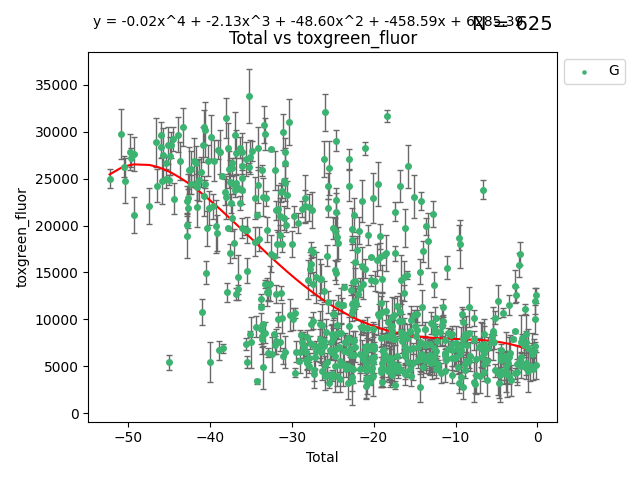 y = -0.02x^4 + -2.13x^3 + -48.60x^2 + -458.59x + 6285.39
N = 625
Total vs toxgreen_fluor
G
35000
30000
25000
20000
15000
10000
5000
0
toxgreen_fluor
−50 −40 −30 −20 −10 0
Total